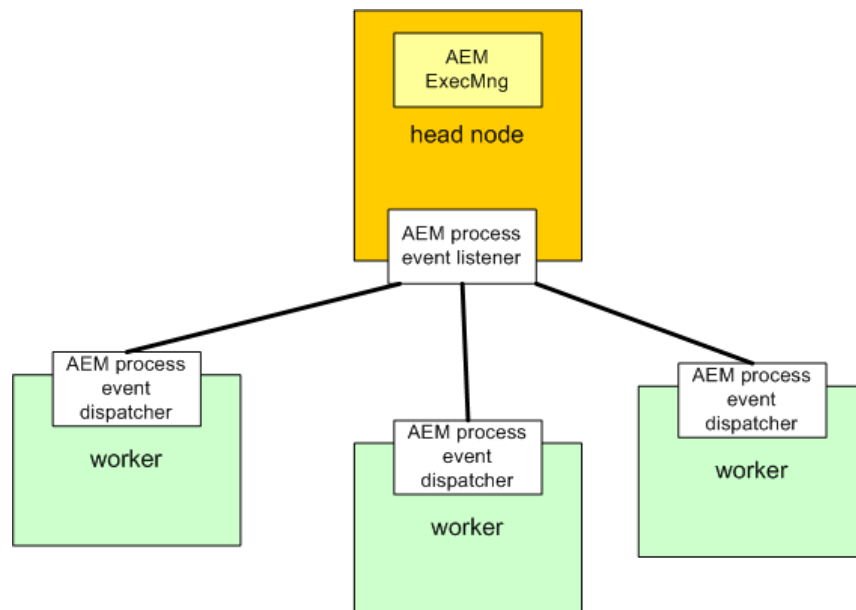 AEM
ExecMng
head node
AEM process
event listener
AEM process
event
dispatcher
worker
AEM process
event
dispatcher
worker
AEM process
event
dispatcher
worker